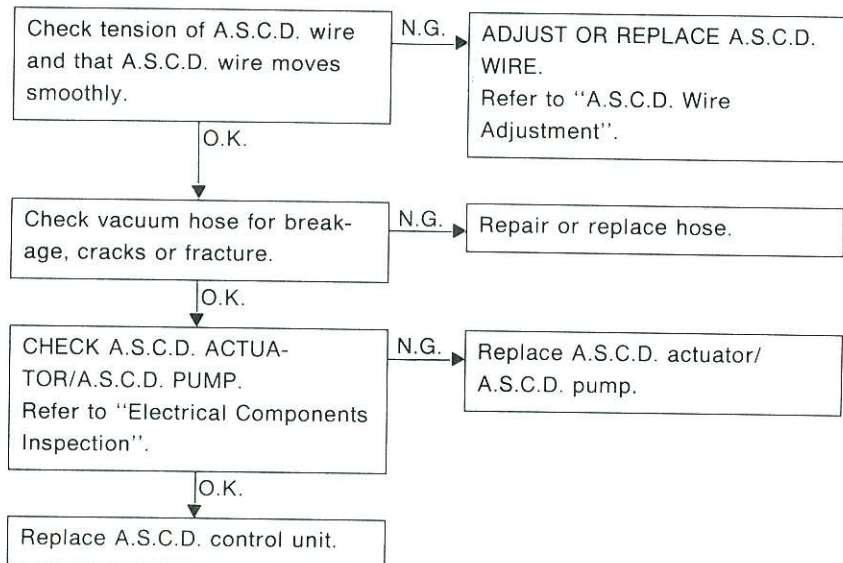 Check tension of A.S.C.D. wire
and that A.S.C.D. wire moves
smoothly.
N.G.
ADJUST OR REPLACE A.S.C.D.
WIRE.
Refer to "A.S.C.D. Wire
Adjustment".
O.K.
Check vacuum hose for break-
age, cracks or fracture.
N.G.
Repair or replace hose.
O.K.
CHECK A.S.C.D. ACTUA-
TOR/A.S.C.D. PUMP.
Refer to "Electrical Components
Inspection".
N.G.
Replace A.S.C.D. actuator/
A.S.C.D. pump.
O.K.
Replace A.S.C.D. control unit.